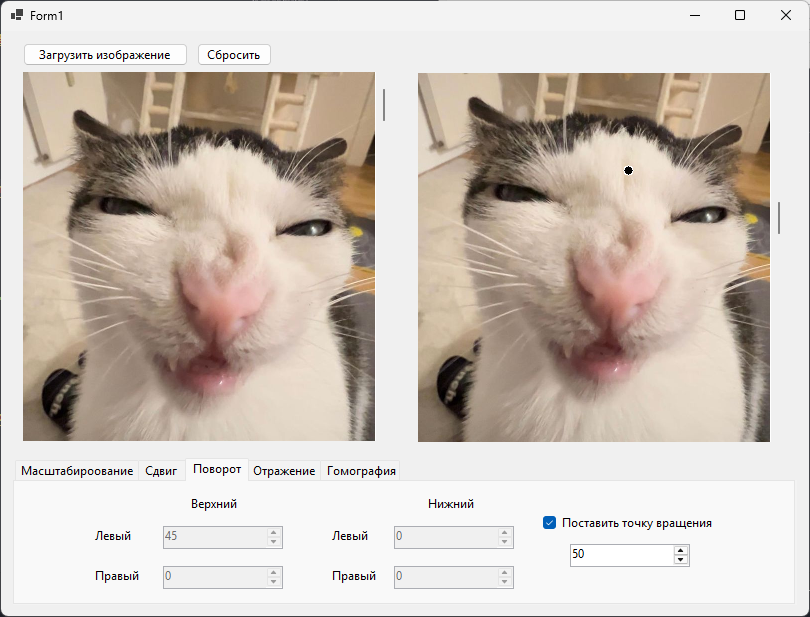 Form1
Загрузить изображение
Сбросить
Масштабироование
Сдвиг
Поворот
Отражение
Гомография
Верхний
Нижний
Левый
45
Левый
0
Поставить точку вращения
50
Правый
0
Правый
0